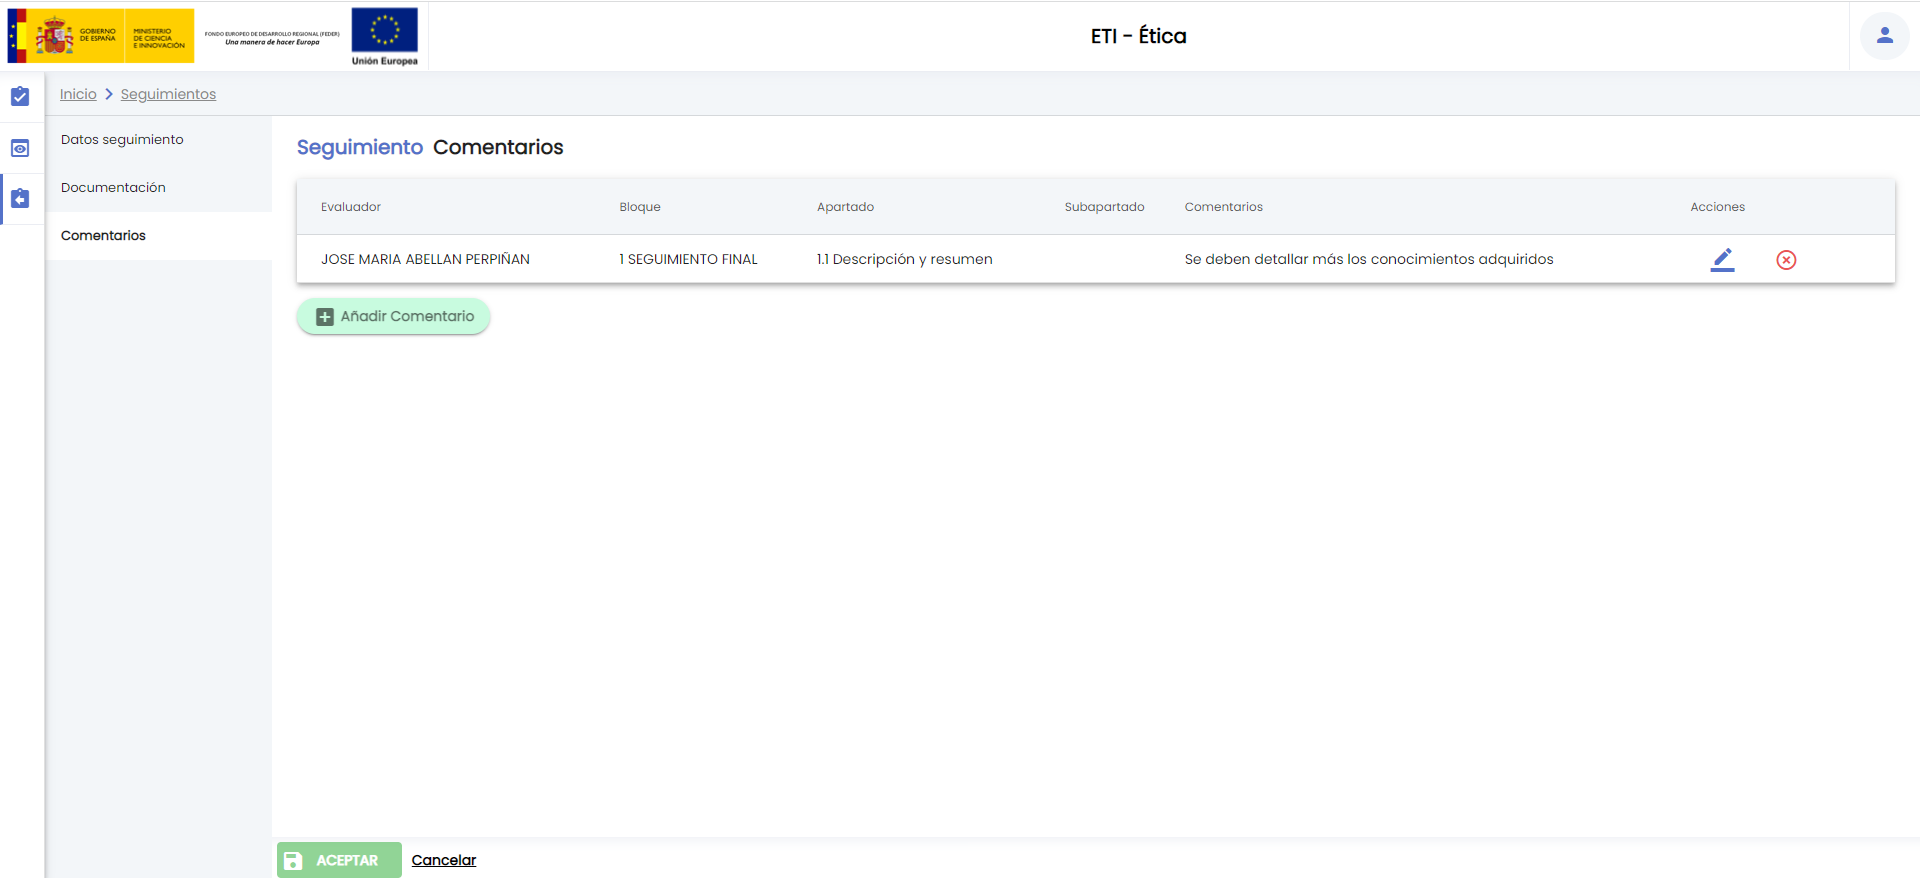 GOBIERNO
DE ESPAÑA
MINISTERIO
DE CIENCIA
E INNOVACIÓN
FONDO EUROPEO DE DESARROLLO REGIONAL (FEDER)
Una manera de hacer Europa
Unión Europea
ETI - Ética
Inicio > Seguimientos
Datos seguimiento
Documentación
Comentarios
Seguimiento Comentarios
Evaluador Bloque Apartado Subapartado Comentarios Acciones
JOSE MARIA ABELLAN PERPIÑAN 1 SEGUIMIENTO FINAL 1.1 Descripción y resumen Se deben detallar más los conocimientos adquiridos
Añadir Comentario
ACEPTAR Cancelar